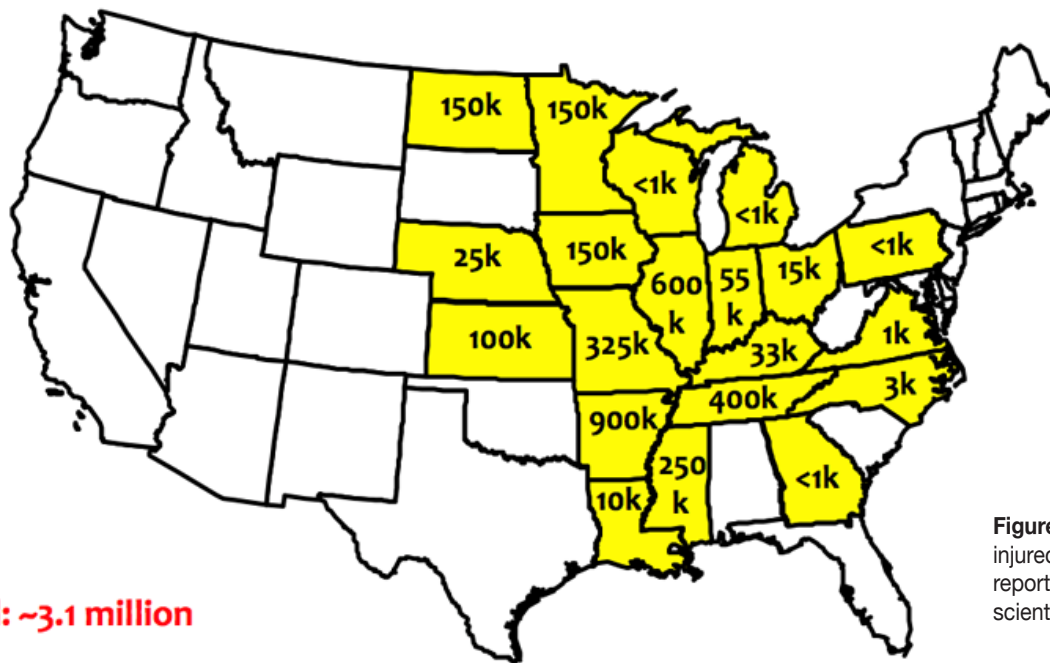 150k
150k
<1k
<1k
25k
150k
600
k
55
k
15k
<1k
100k
325k
33k
1k
900k
400k
3k
250
k
10k
<1k
: ~3.1 million
Figure
injured
report
scient